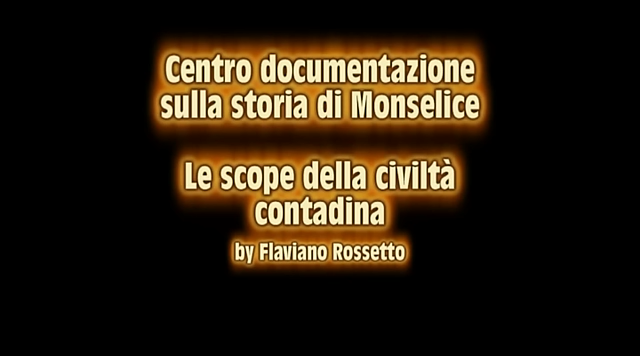 Centro documentazione
sulla storia di Monselice
Le scope della civiltà
contadina
by Flaviano Rossetto